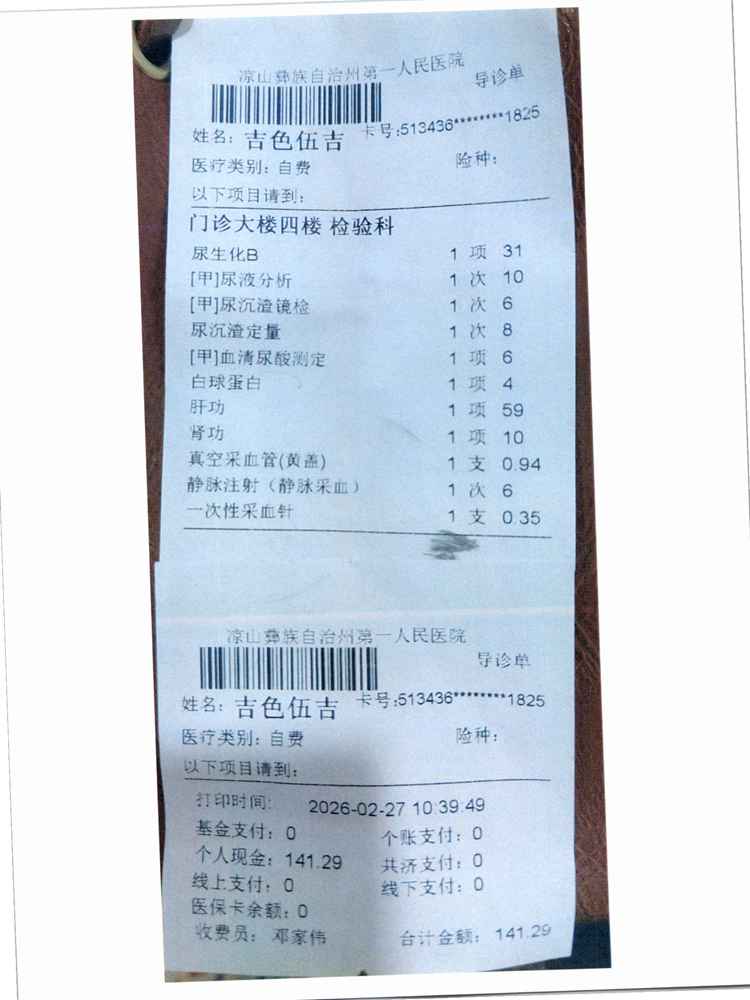 凉山彝族自治州第一人民医院
导诊单
姓名：吉色伍吉 卡号:513436********1825
医疗类别：自费 险种：
以下项目请到：
门诊大楼四楼 检验科
尿生化B 1 项 31
[甲]尿液分析 1 次 10
[甲]尿沉渣镜检 1 次 6
尿沉渣定量 1 次 8
[甲]血清尿酸测定 1 项 6
白球蛋白 1 项 4
肝功 1 项 59
肾功 1 项 10
真空采血管(黄盖) 1 支 0.94
静脉注射（静脉采血） 1 次 6
一次性采血针 1 支 0.35
凉山彝族自治州第一人民医院
导诊单
姓名：吉色伍吉 卡号:513436********1825
医疗类别：自费 险种：
以下项目请到：
打印时间： 2026-02-27 10:39:49
基金支付：0 个账支付：0
个人现金：141.29 共济支付：0
线上支付：0 线下支付：0
医保卡余额：0
收费员： 邓家伟 合计金额： 141.29